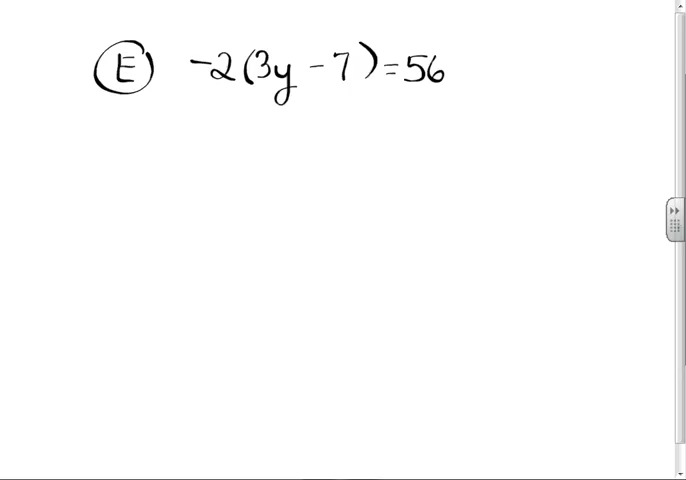 E) -2(3y - 7) = 56